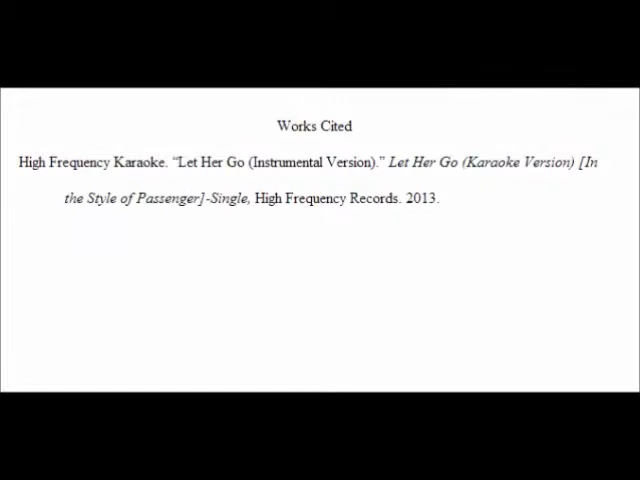 Works Cited
High Frequency Karaoke. “Let Her Go (Instrumental Version).” Let Her Go (Karaoke Version) [In
the Style of Passenger]-Single, High Frequency Records. 2013.